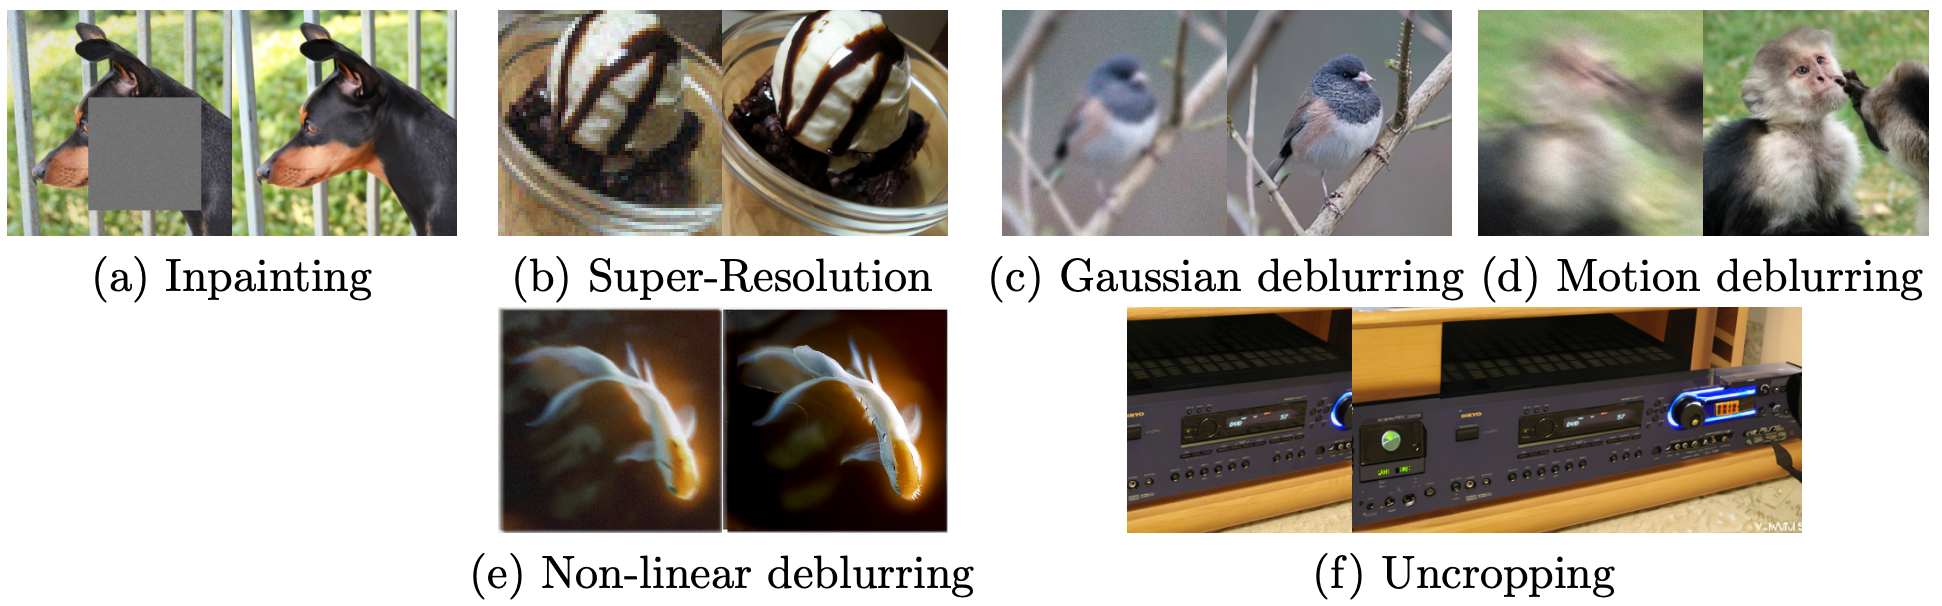 (a) Inpainting
(b) Super-Resolution
(c) Gaussian deblurring
(d) Motion deblurring
(e) Non-linear deblurring
(f) Uncropping